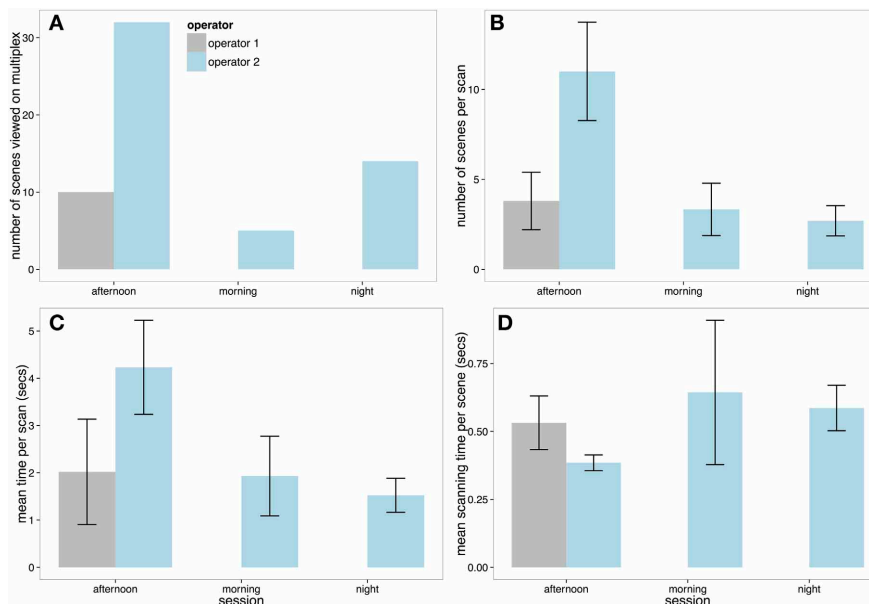 A
operator
operator 1
operator 2
number of scenes viewed on multiplex
30
20
10
0
afternoon
morning
night
B
number of scenes per scan
10
5
0
afternoon
morning
night
C
mean time per scan (secs)
5
4
3
2
1
0
afternoon
morning
night
session
D
mean scanning time per scene (secs)
0.75
0.50
0.25
0.00
afternoon
morning
night
session